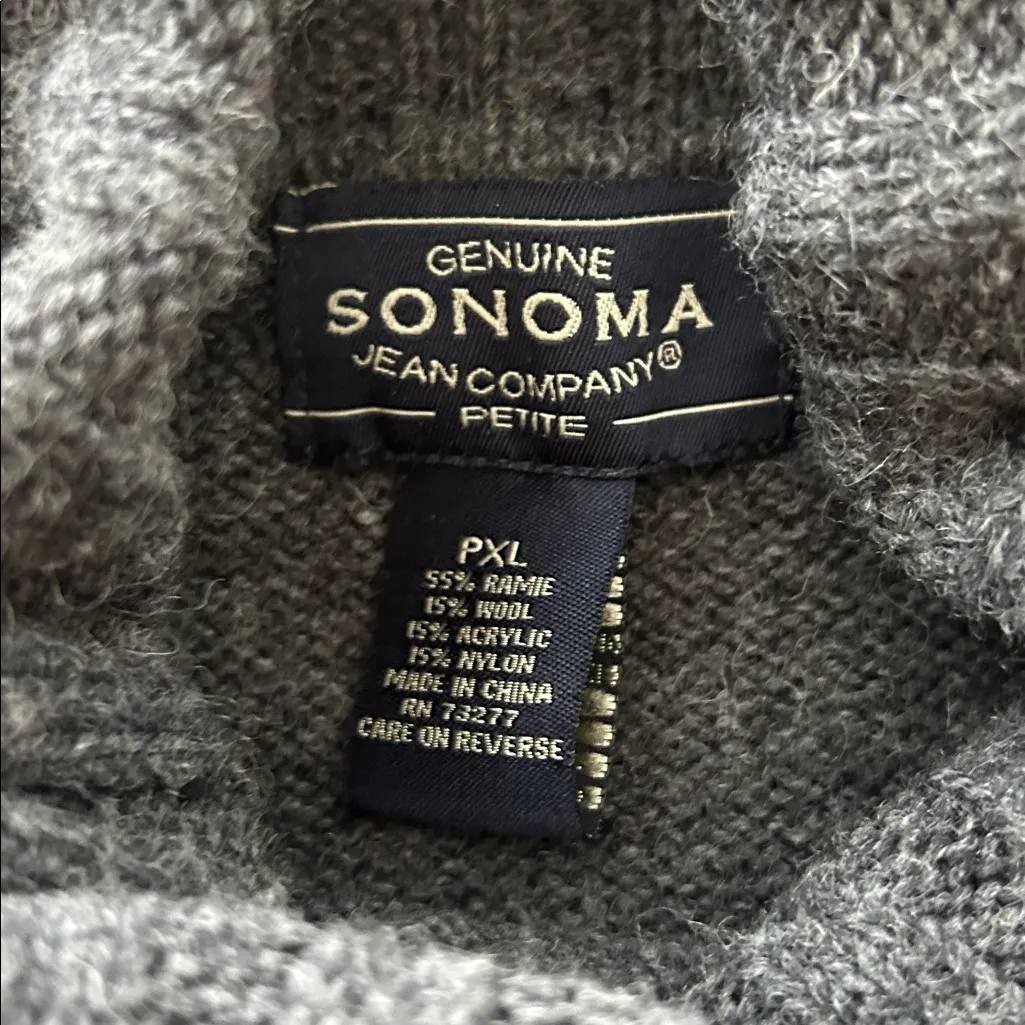 GENUINE
SONOMA
JEAN COMPANY®
PETITE
PXL
55% RAMIE
15% WOOL
15% ACRYLIC
15% NYLON
MADE IN CHINA
RN 73277
CARE ON REVERSE